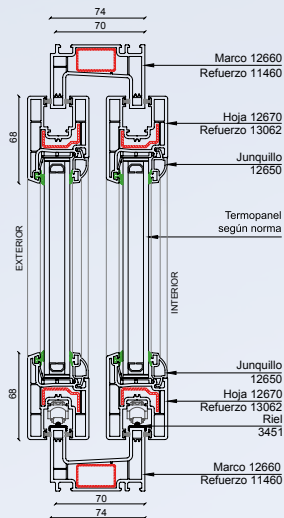 74
70
Marco 12660
Refuerzo 11460
68
Hoja 12670
Refuerzo 13062
Junquillo
12650
Termopanel
según norma
EXTERIOR
INTERIOR
68
Junquillo
12650
Hoja 12670
Refuerzo 13062
Riel
3451
Marco 12660
Refuerzo 11460
70
74